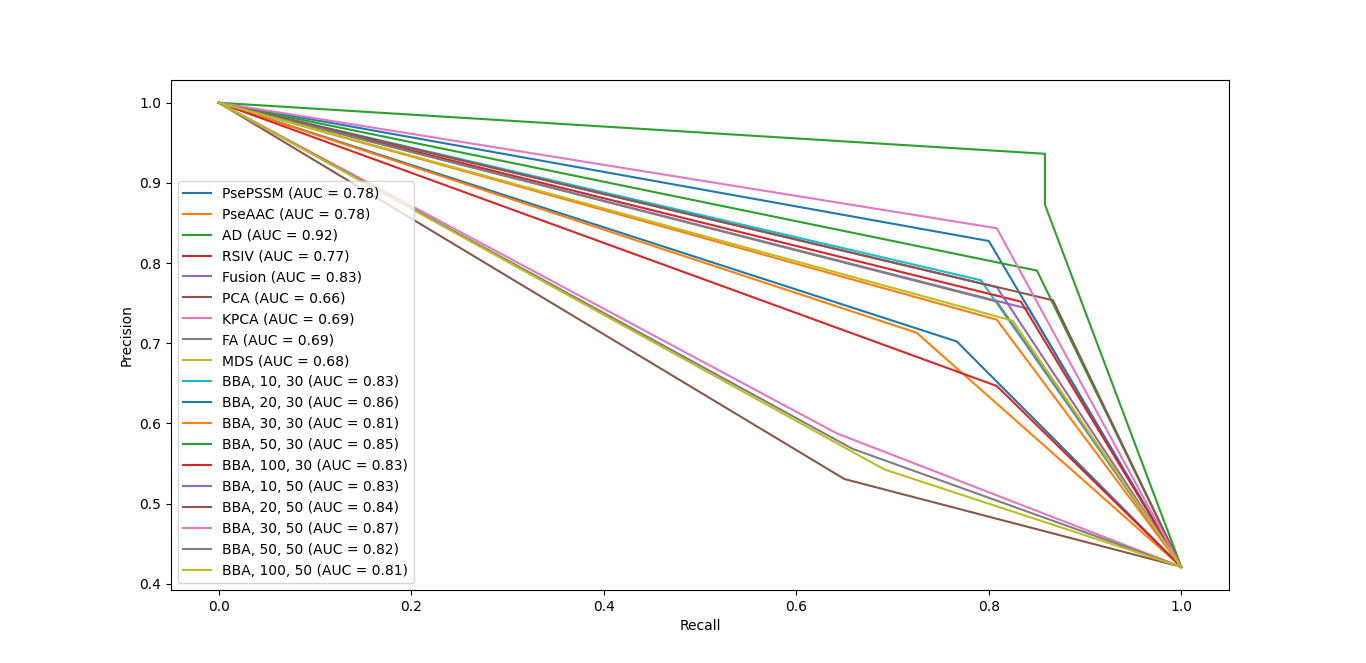 1.0
0.9
0.8
0.7
0.6
0.5
0.4
Precision
PsePSSM (AUC = 0.78)
PseAAC (AUC = 0.78)
AD (AUC = 0.92)
RSIV (AUC = 0.77)
Fusion (AUC = 0.83)
PCA (AUC = 0.66)
KPCA (AUC = 0.69)
FA (AUC = 0.69)
MDS (AUC = 0.68)
BBA, 10, 30 (AUC = 0.83)
BBA, 20, 30 (AUC = 0.86)
BBA, 30, 30 (AUC = 0.81)
BBA, 50, 30 (AUC = 0.85)
BBA, 100, 30 (AUC = 0.83)
BBA, 10, 50 (AUC = 0.83)
BBA, 20, 50 (AUC = 0.84)
BBA, 30, 50 (AUC = 0.87)
BBA, 50, 50 (AUC = 0.82)
BBA, 100, 50 (AUC = 0.81)
0.0 0.2 0.4 0.6 0.8 1.0
Recall